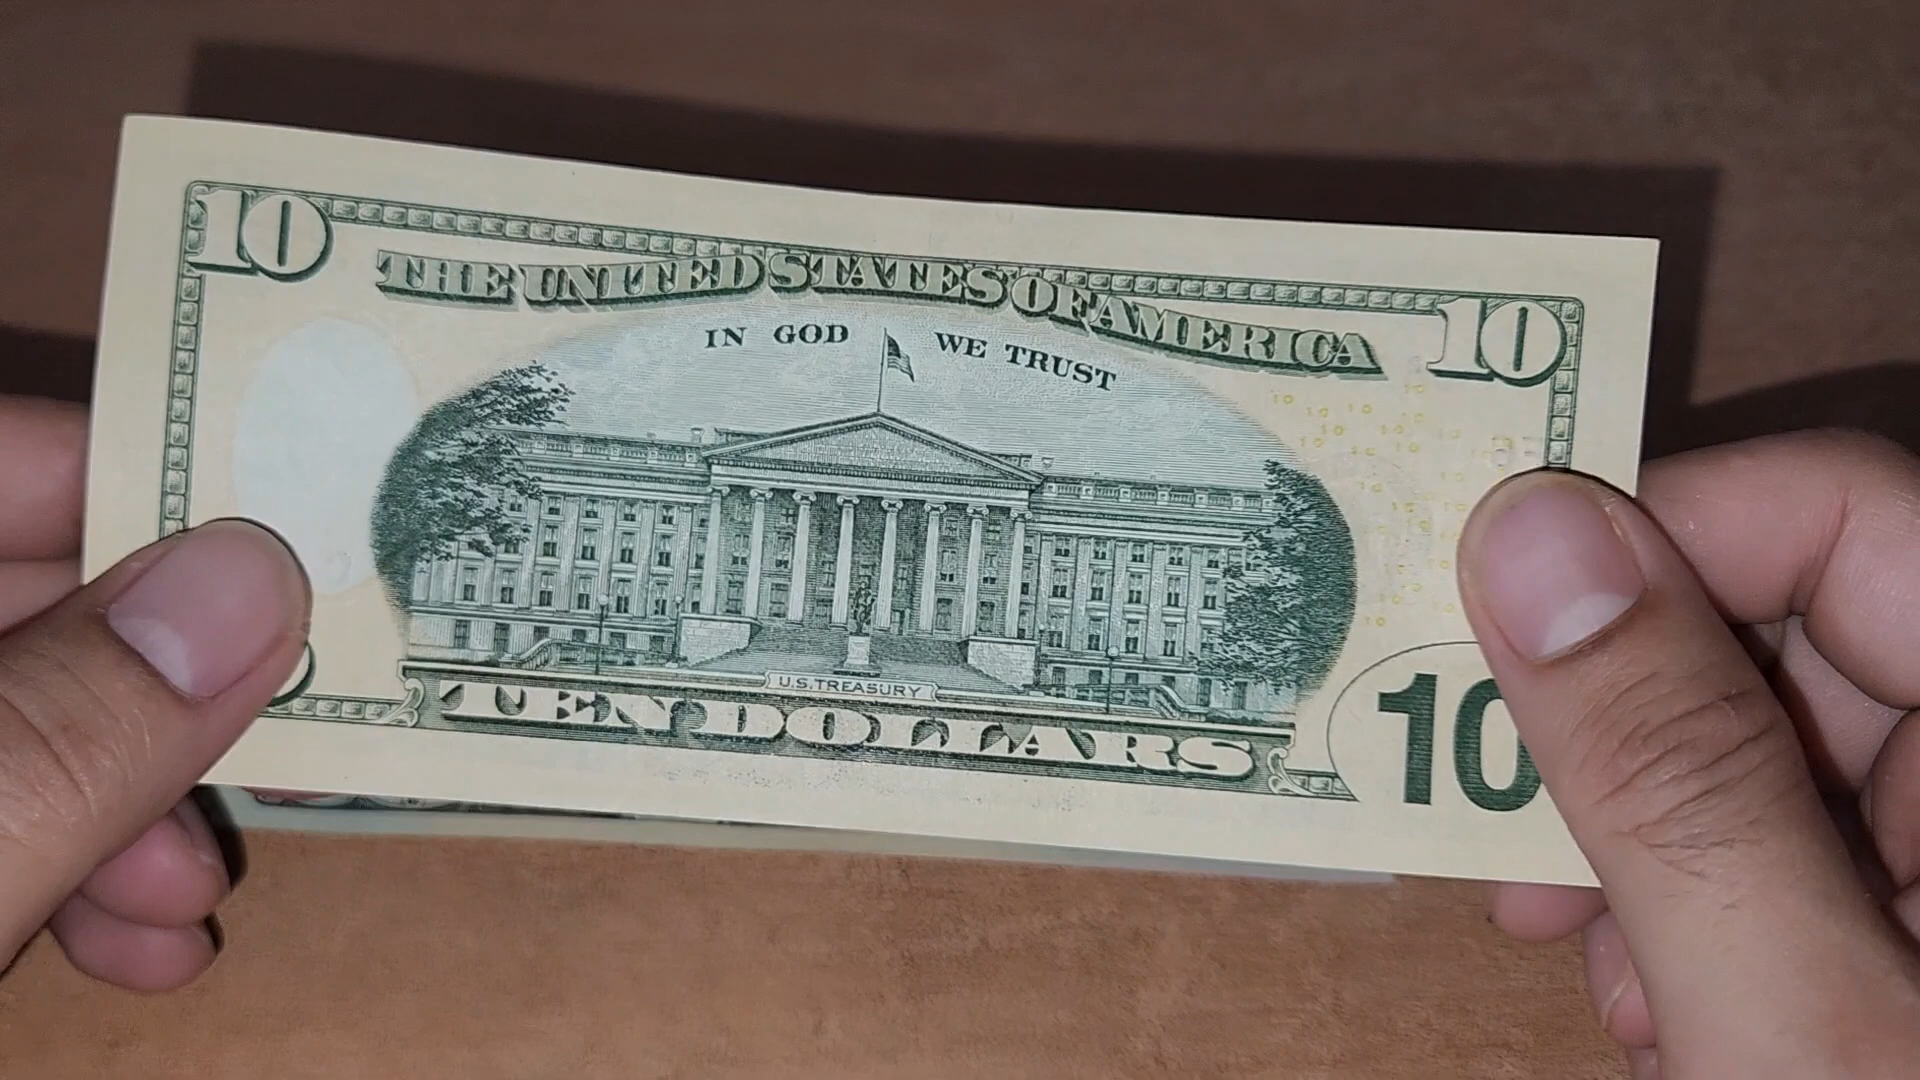 10
THE UNITED STATES OF AMERICA
10
IN GOD WE TRUST
U.S. TREASURY
TEN DOLLARS
10